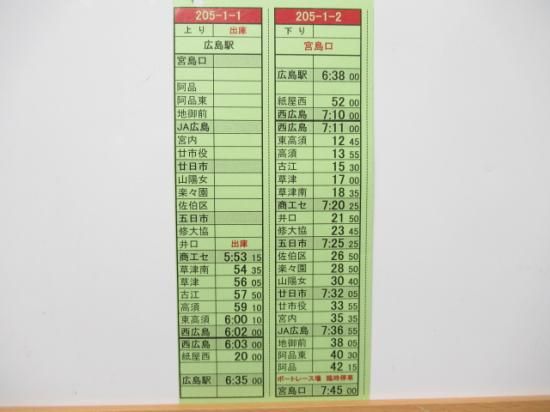 205-1-1
上り 出庫
広島駅
宮島口
阿品
阿品東
地御前
JA広島
宮内
廿市役
廿日市
山陽女
楽々園
佐伯区
五日市
修大協
井口 出庫
商工セ 5:53 15
草津南 54 35
草津 56 05
古江 57 50
高須 59 10
東高須 6:00 10
西広島 6:02 00
西広島 6:03 00
紙屋西 20 00
広島駅 6:35 00
205-1-2
下り
宮島口
広島駅 6:38 00
紙屋西 52 00
西広島 7:10 00
西広島 7:11 00
東高須 12 45
高須 13 55
古江 15 30
草津 17 00
草津南 18 35
商工セ 7:20 25
井口 21 50
修大協 23 45
五日市 7:25 25
佐伯区 26 50
楽々園 28 50
山陽女 30 40
廿日市 7:32 05
廿市役 33 55
宮内 35 35
JA広島 7:36 55
地御前 38 05
阿品東 40 30
阿品 42 15
ボートレース場 臨時停車
宮島口 7:45 00